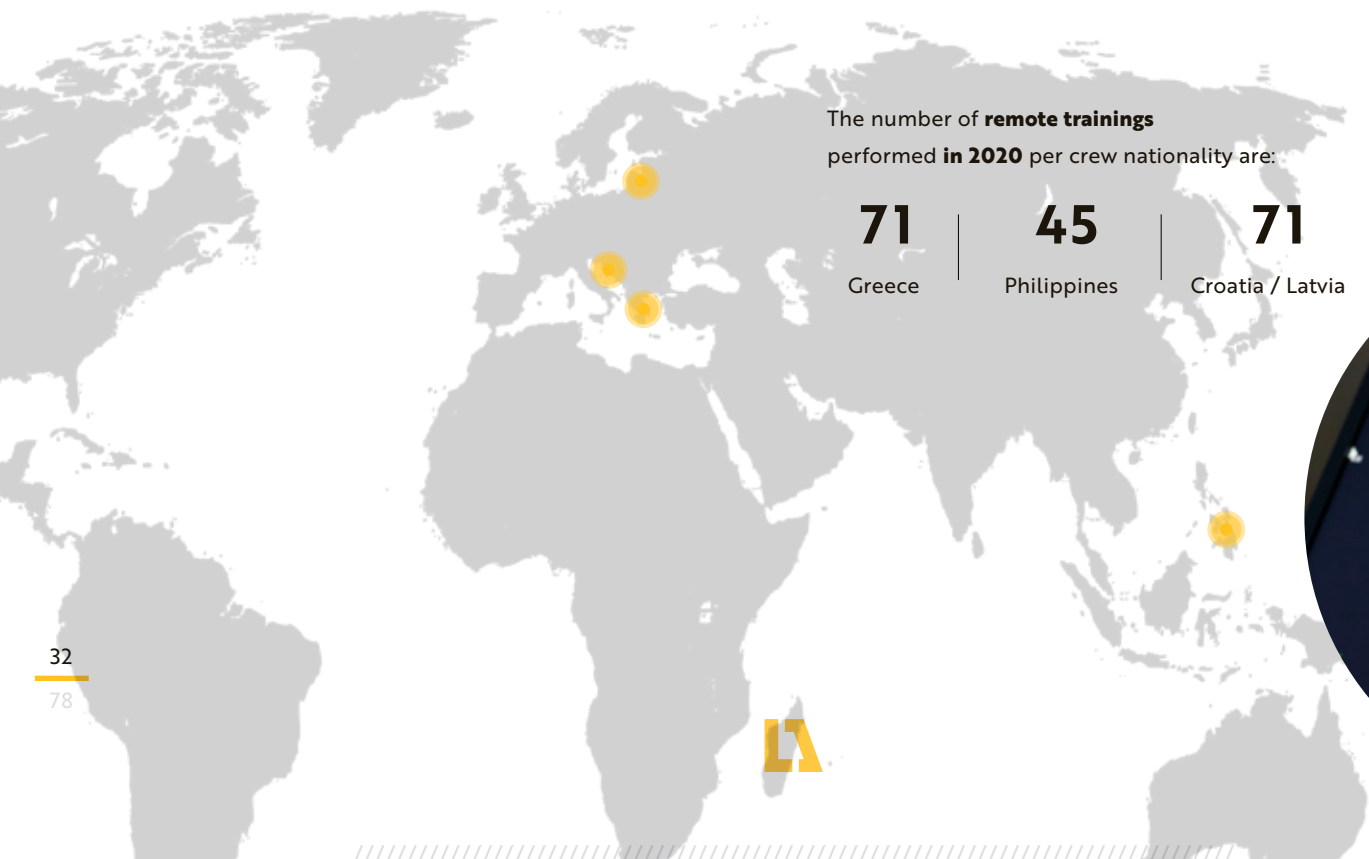 The number of remote trainings
performed in 2020 per crew nationality are:
71
45
71
Greece
Philippines
Croatia / Latvia
32
78